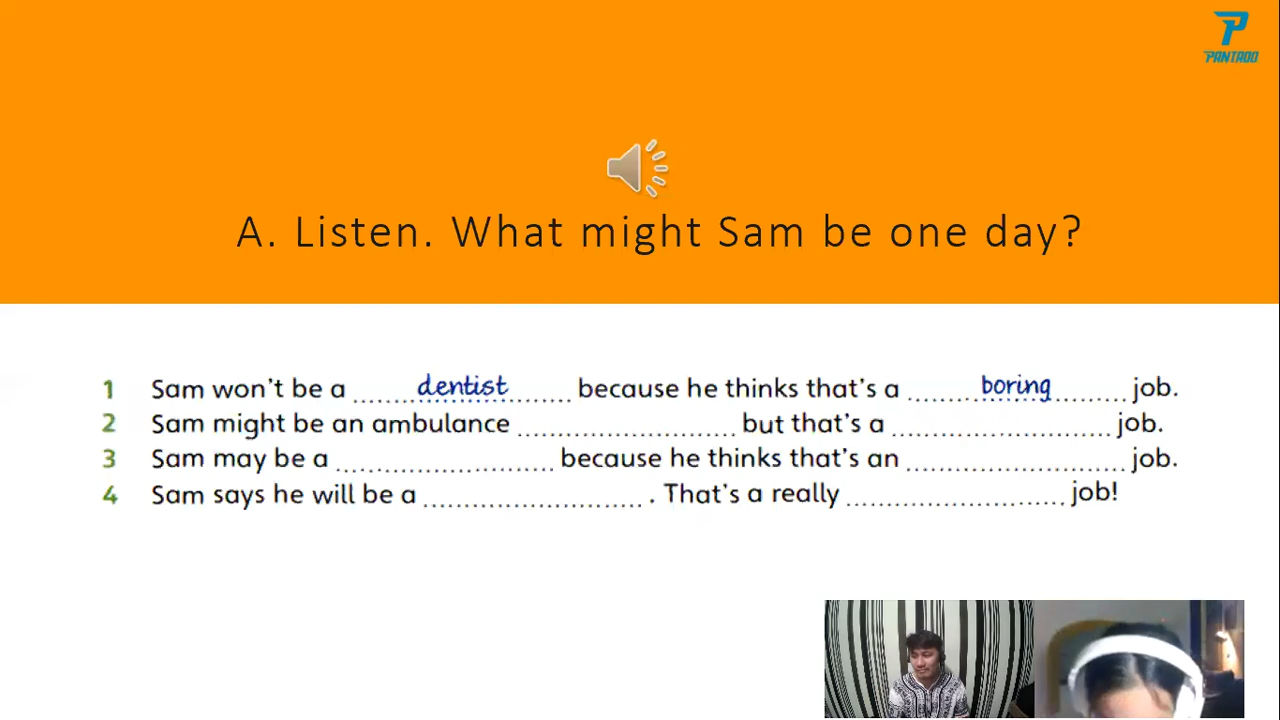 PANTADO
A. Listen. What might Sam be one day?
1 Sam won't be a dentist because he thinks that's a boring job.
2 Sam might be an ambulance .............................. but that's a .............................. job.
3 Sam may be a .............................. because he thinks that's an .............................. job.
4 Sam says he will be a .............................. . That's a really .............................. job!